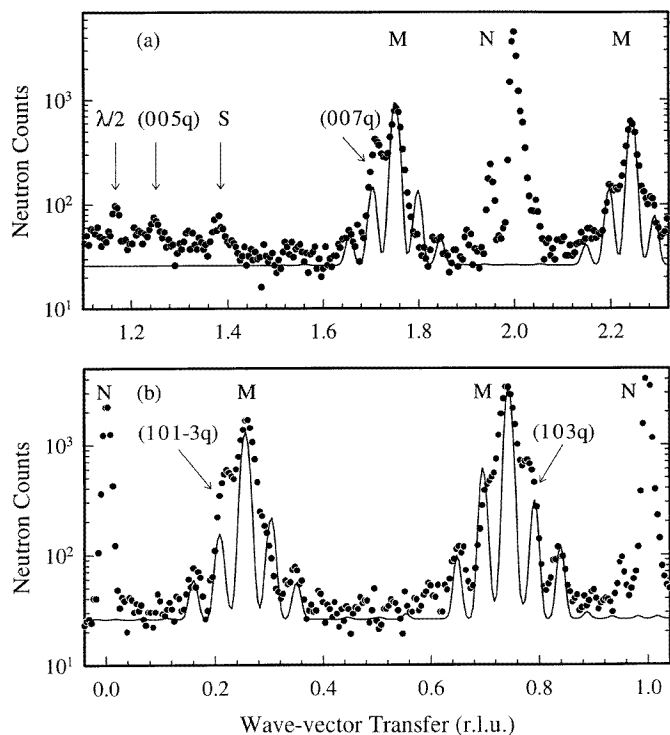 (a) M N M
λ/2 (005q) S (007q)
10³
10²
10¹
Neutron Counts
1.2 1.4 1.6 1.8 2.0 2.2
N (b) M M N
(101-3q) (103q)
10³
10²
10¹
Neutron Counts
0.0 0.2 0.4 0.6 0.8 1.0
Wave-vector Transfer (r.l.u.)